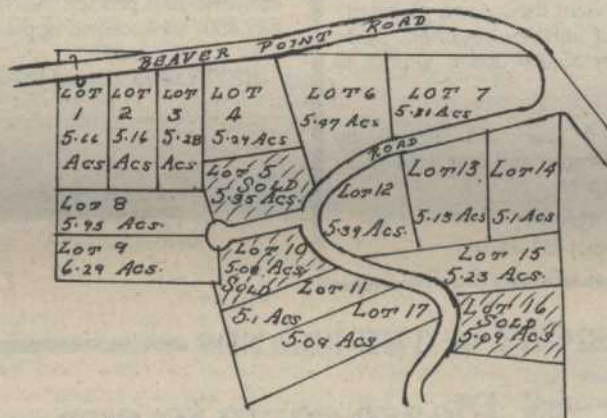 BEAVER POINT ROAD
LOT 1
5.66 Acs
LOT 2
5.16 Acs
LOT 3
5.28 Acs
LOT 4
5.24 Acs
LOT 6
5.47 Acs
LOT 7
5.21 Acs
ROAD
LOT 5
SOLD
5.35 Acs
LOT 8
5.95 Acs.
LOT 9
6.29 Acs.
LOT 10
5.08 Acs
SOLD
LOT 11
5.1 Acs
LOT 12
5.39 Acs.
LOT 13
5.13 Acs
LOT 14
5.1 Acs
LOT 15
5.23 Acs.
LOT 16
SOLD
5.09 Acs
LOT 17
5.09 Acs